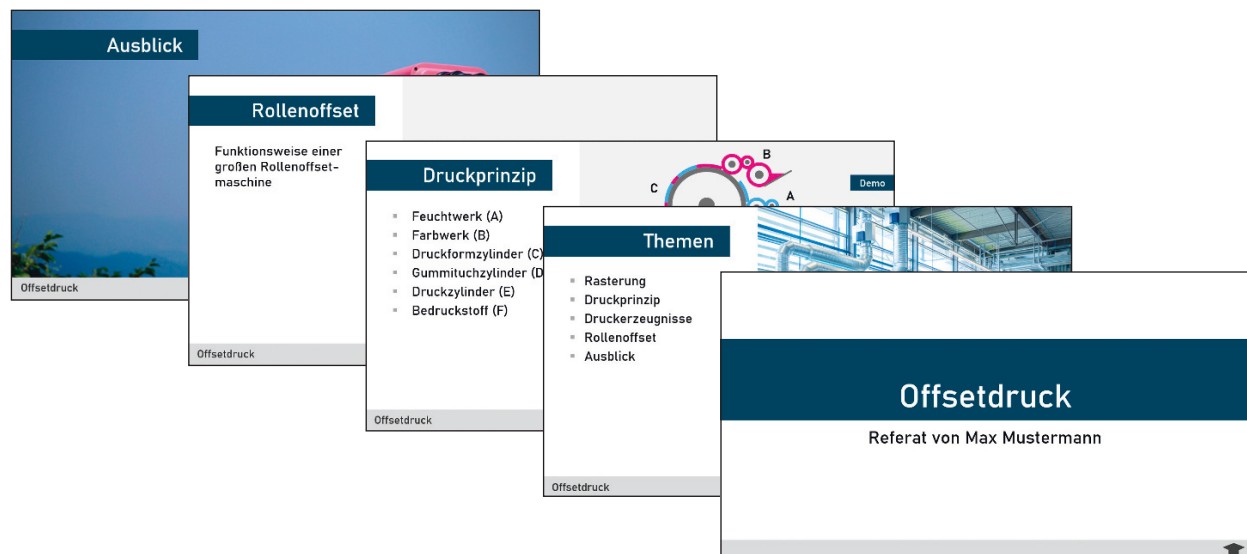 Ausblick
Offsetdruck
Rollenoffset
Funktionsweise einer
großen Rollenoffset-
maschine
Offsetdruck
Druckprinzip
Feuchtwerk (A)
Farbwerk (B)
Druckformzylinder (C)
Gummituchzylinder (D
Druckzylinder (E)
Bedruckstoff (F)
B
C
A
Demo
Offsetdruck
Themen
Rasterung
Druckprinzip
Druckerzeugnisse
Rollenoffset
Ausblick
Offsetdruck
Offsetdruck
Referat von Max Mustermann